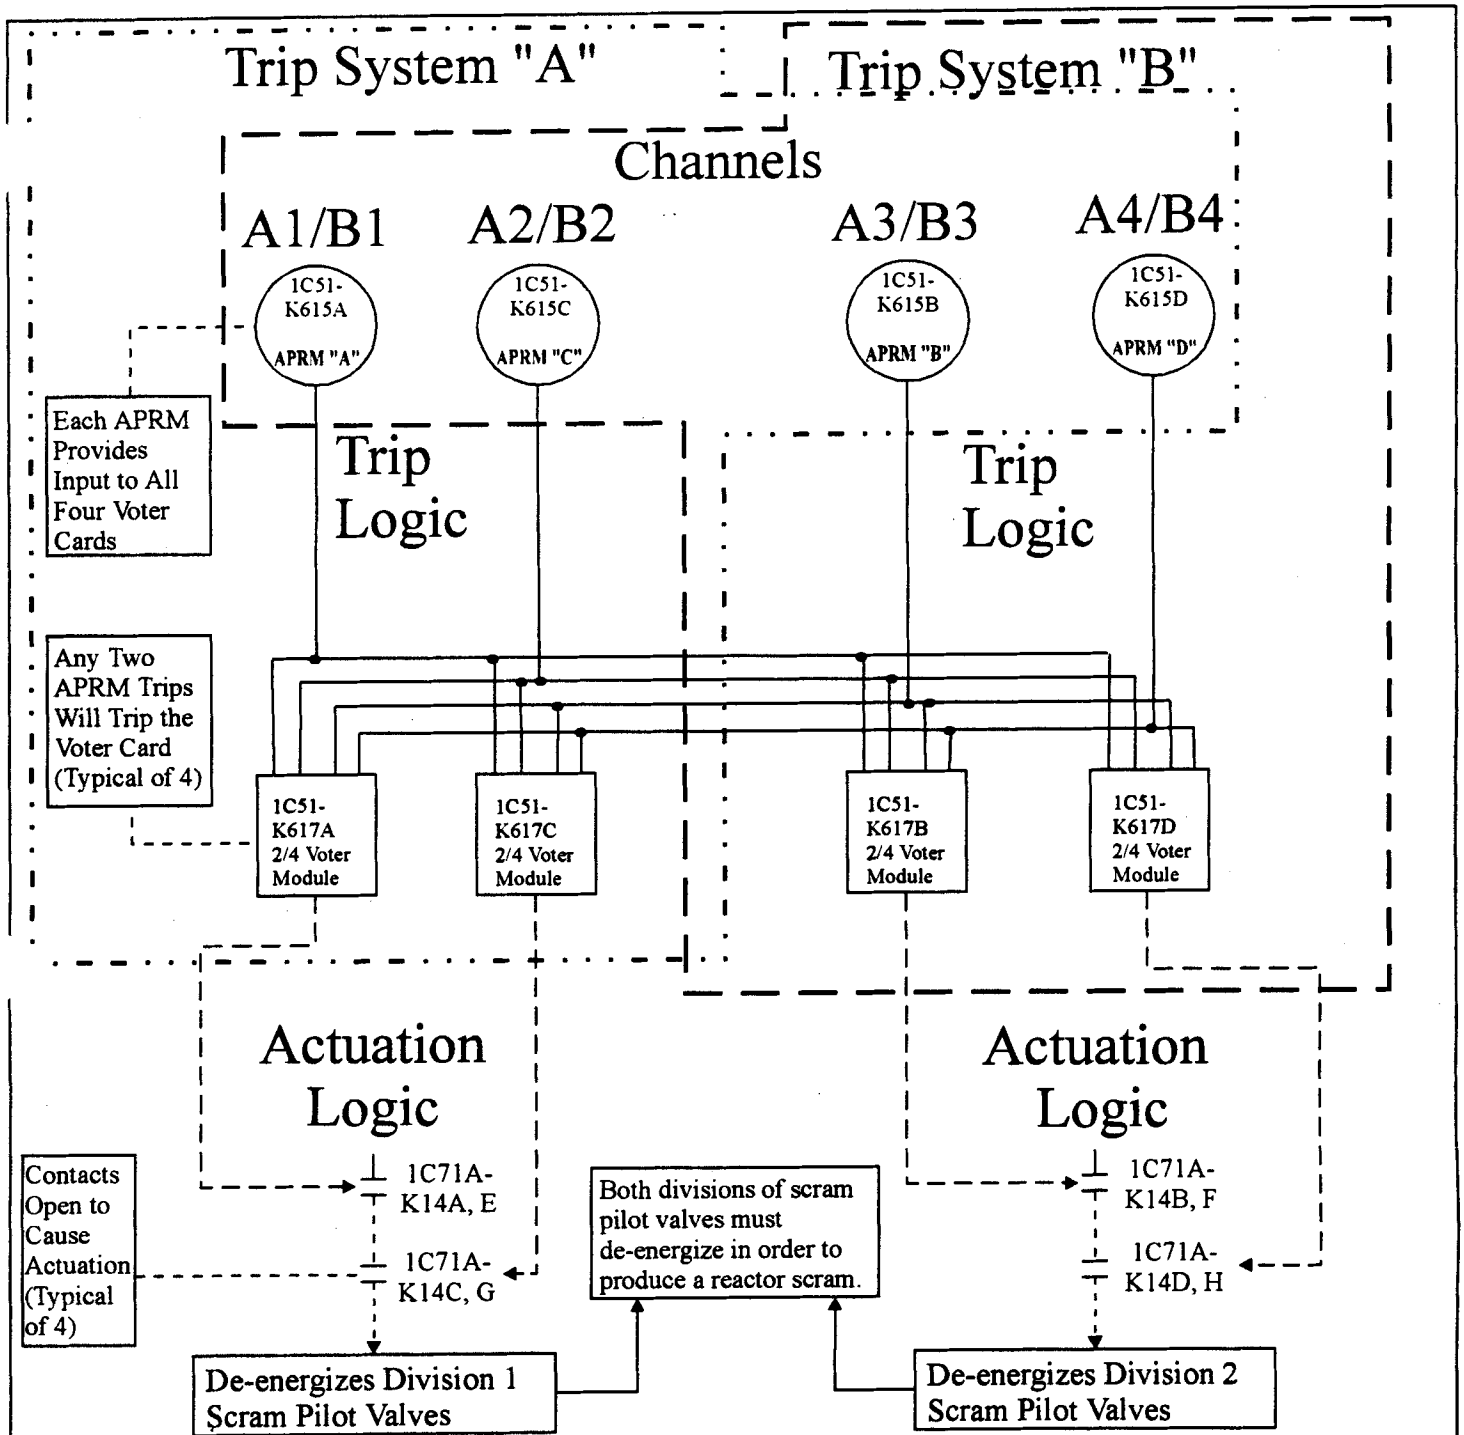 Trip System "A"
Trip System "B"
Channels
A1/B1
A2/B2
A3/B3
A4/B4
1C51-
K615A
APRM "A"
1C51-
K615C
APRM "C"
1C51-
K615B
APRM "B"
1C51-
K615D
APRM "D"
Each APRM
Provides
Input to All
Four Voter
Cards
Trip
Logic
Trip
Logic
Any Two
APRM Trips
Will Trip the
Voter Card
(Typical of 4)
1C51-
K617A
2/4 Voter
Module
1C51-
K617C
2/4 Voter
Module
1C51-
K617B
2/4 Voter
Module
1C51-
K617D
2/4 Voter
Module
Actuation
Logic
Actuation
Logic
Contacts
Open to
Cause
Actuation
(Typical
of 4)
1C71A-
K14A, E
1C71A-
K14C, G
Both divisions of scram
pilot valves must
de-energize in order to
produce a reactor scram.
1C71A-
K14B, F
1C71A-
K14D, H
De-energizes Division 1
Scram Pilot Valves
De-energizes Division 2
Scram Pilot Valves